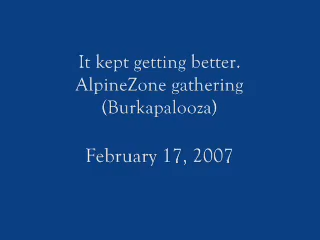 It kept getting better.
AlpineZone gathering
(Burkapalooza)
February 17, 2007